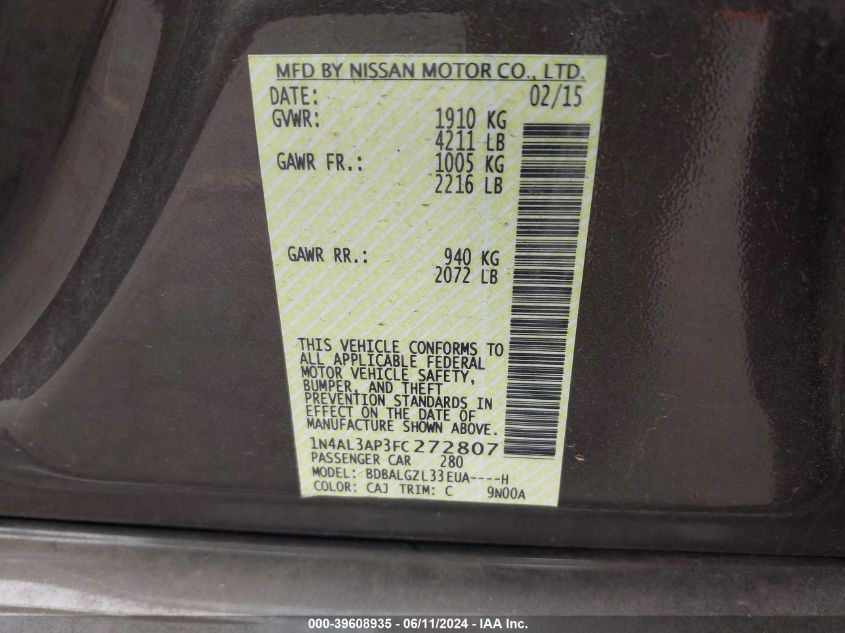 MFD BY NISSAN MOTOR CO., LTD.
DATE: 02/15
GVWR: 1910 KG
4211 LB
GAWR FR.: 1005 KG
2216 LB
GAWR RR.: 940 KG
2072 LB
THIS VEHICLE CONFORMS TO
ALL APPLICABLE FEDERAL
MOTOR VEHICLE SAFETY,
BUMPER, AND THEFT
PREVENTION STANDARDS IN
EFFECT ON THE DATE OF
MANUFACTURE SHOWN ABOVE.
1N4AL3AP3FC272807
PASSENGER CAR 280
MODEL: BDBALGZL33EUA----H
COLOR: CAJ TRIM: C 9N00A
000-39608935 - 06/11/2024 - IAA Inc.